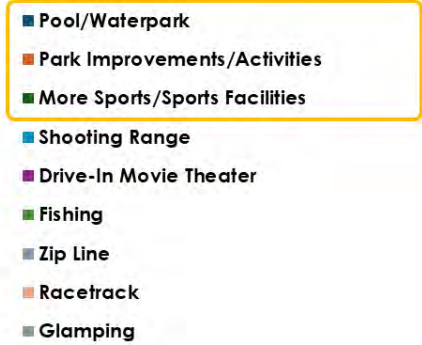 Pool/Waterpark
Park Improvements/Activities
More Sports/Sports Facilities
Shooting Range
Drive-In Movie Theater
Fishing
Zip Line
Racetrack
Glamping